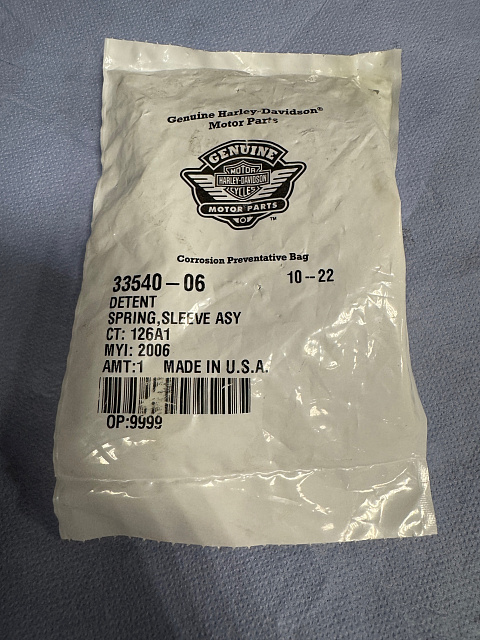 Genuine Harley-Davidson®
Motor Parts
GENUINE
MOTOR
HARLEY-DAVIDSON
CYCLES
MOTOR PARTS
TM
Corrosion Preventative Bag
33540-06 10--22
DETENT
SPRING,SLEEVE ASY
CT: 126A1
MYI: 2006
AMT:1 MADE IN U.S.A.
OP:9999